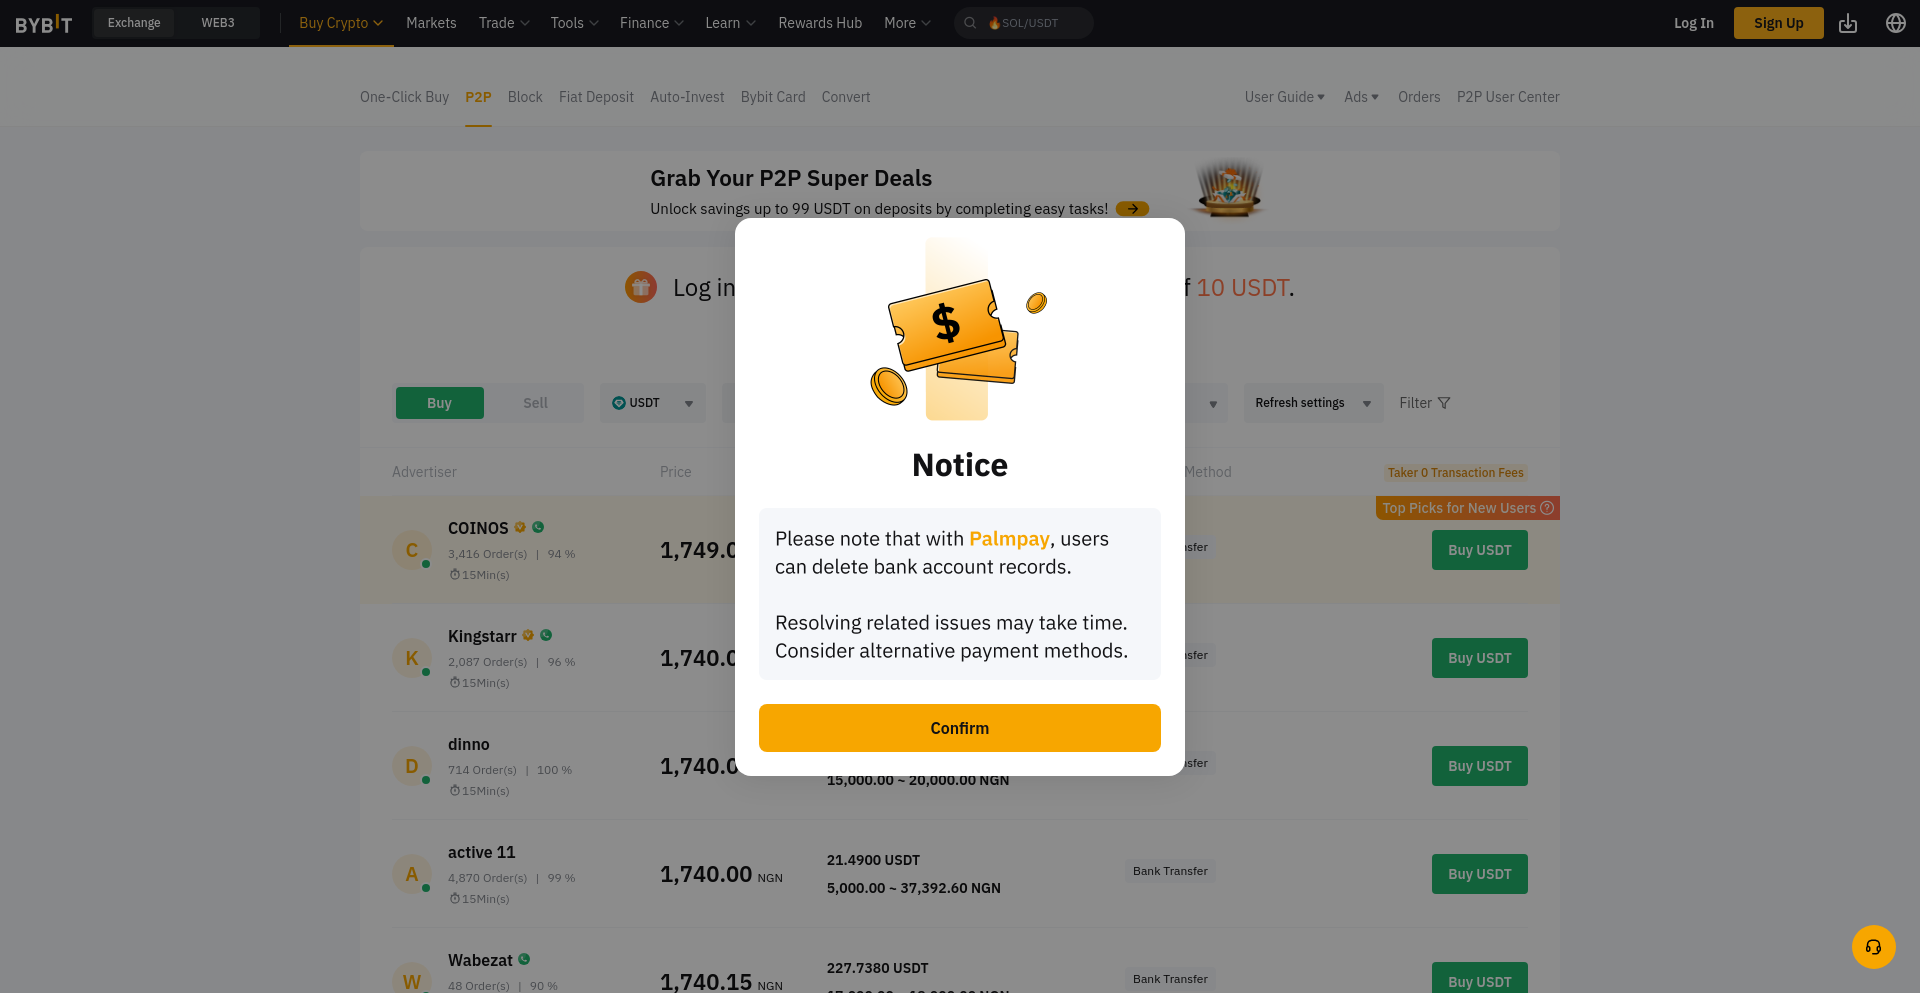 BYBIT Exchange WEB3 Buy Crypto Markets Trade Tools Finance Learn Rewards Hub More SOL/USDT Log In Sign Up
One-Click Buy P2P Block Fiat Deposit Auto-Invest Bybit Card Convert User Guide Ads Orders P2P User Center
Grab Your P2P Super Deals
Unlock savings up to 99 USDT on deposits by completing easy tasks!
Log in
10 USDT.
Buy Sell USDT Refresh settings Filter
Advertiser Price Method Taker 0 Transaction Fees
Top Picks for New Users
COINOS
3,416 Order(s) | 94 %
15Min(s)
1,749.0
Buy USDT
Kingstarr
2,087 Order(s) | 96 %
15Min(s)
1,740.0
Buy USDT
dinno
714 Order(s) | 100 %
15Min(s)
1,740.0
15,000.00 ~ 20,000.00 NGN
Buy USDT
active 11
4,870 Order(s) | 99 %
15Min(s)
1,740.00 NGN
21.4900 USDT
5,000.00 ~ 37,392.60 NGN
Bank Transfer
Buy USDT
Wabezat
48 Order(s) | 90 %
1,740.15 NGN
227.7380 USDT
Bank Transfer
Buy USDT
$
Notice
Please note that with Palmpay, users
can delete bank account records.
Resolving related issues may take time.
Consider alternative payment methods.
Confirm